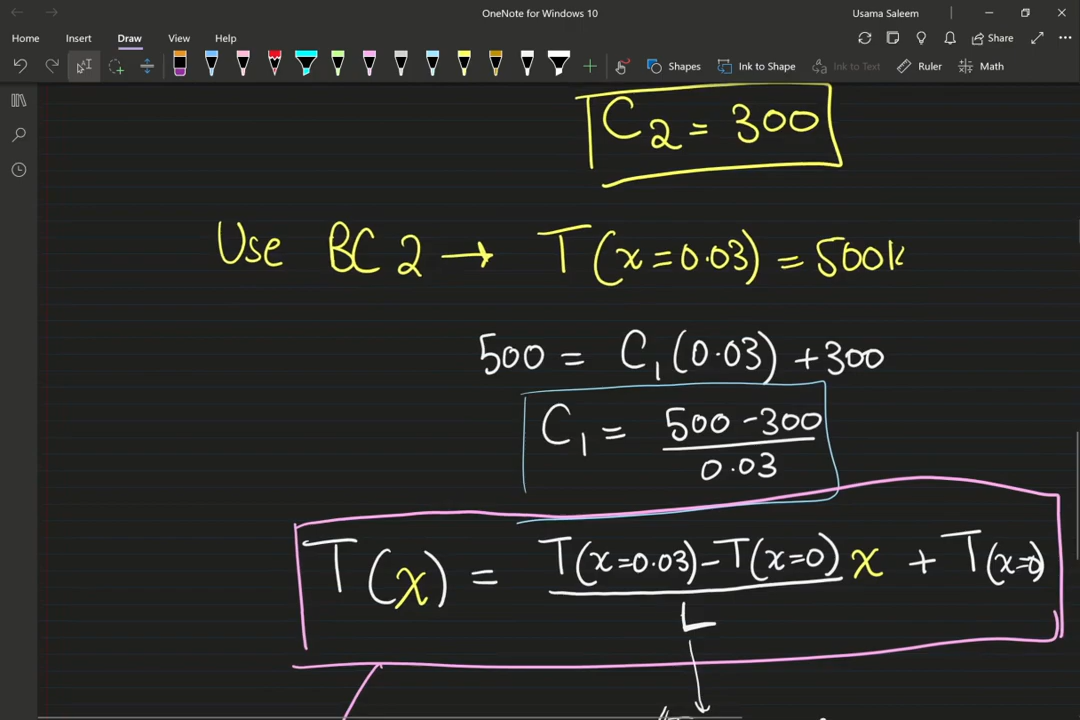 OneNote for Windows 10
Usama Saleem
Home Insert Draw View Help
Share
Shapes Ink to Shape Ink to Text Ruler Math
C₂ = 300
Use BC 2 → T(x=0.03) = 500K
500 = C₁(0.03) + 300
C₁ = 500 - 300
0.03
T(x) = T(x=0.03) - T(x=0) x + T(x=0)
L